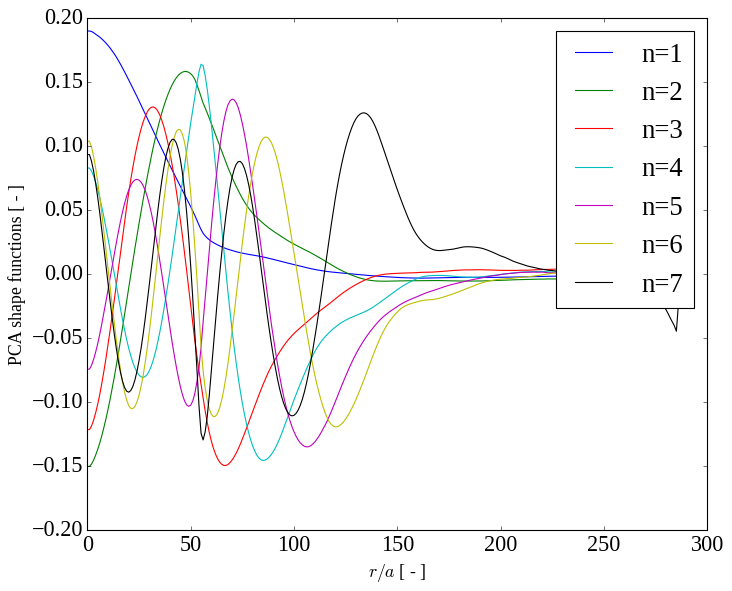 0.20
0.15
0.10
0.05
0.00
−0.05
−0.10
−0.15
−0.20
PCA shape functions [ - ]
0
50
100
150
200
250
300
r/a [ - ]
n=1
n=2
n=3
n=4
n=5
n=6
n=7